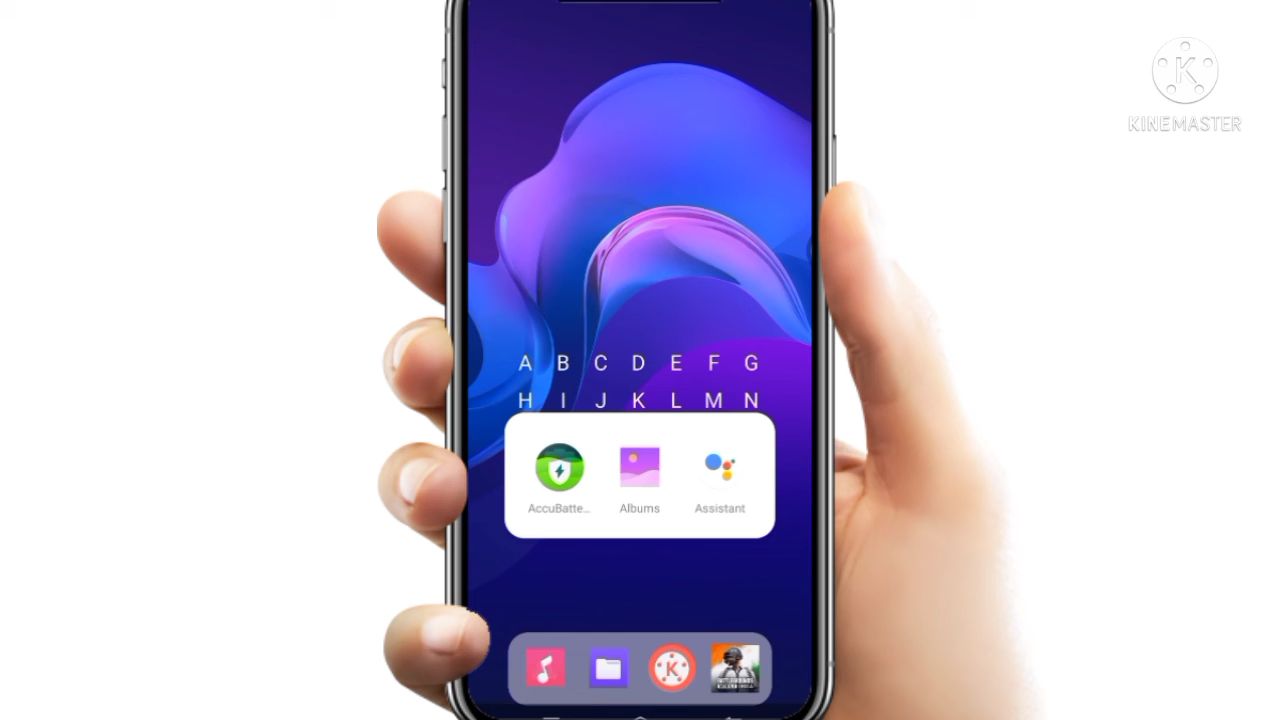 KINEMASTER
A B C D E F G
H I J K L M N
AccuBatte... Albums Assistant